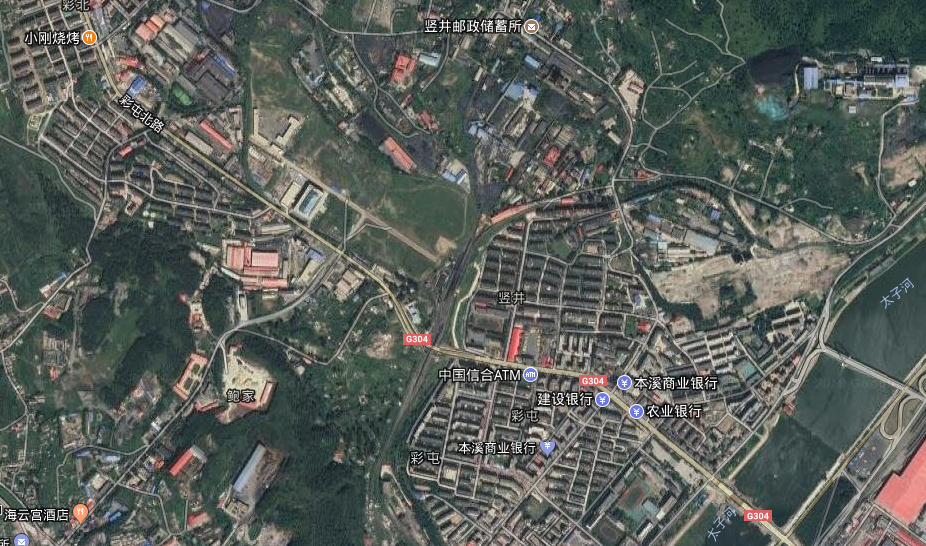 彩北
竖井邮政储蓄所
小刚烧烤
彩屯北路
太子河
竖井
G304
中国信合ATM
G304
本溪商业银行
建设银行
农业银行
鲍家
彩屯
本溪商业银行
彩屯
海云宫酒店
G304
太子河
所